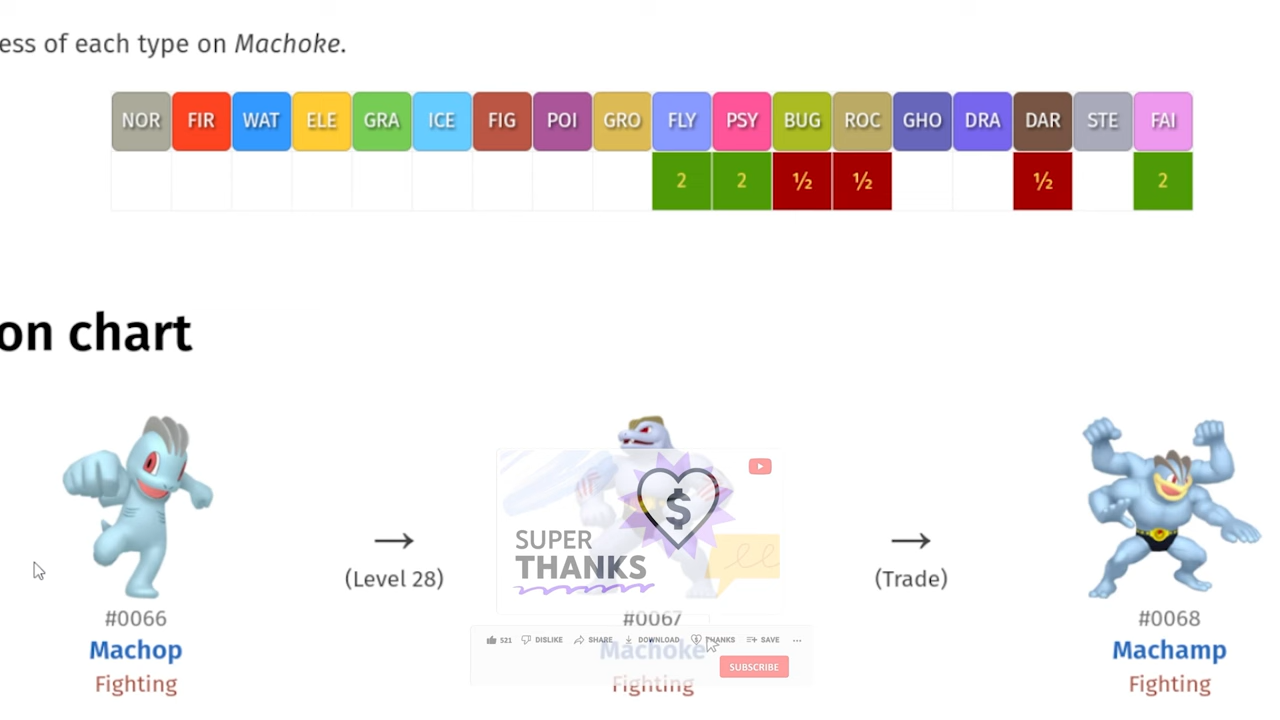 ess of each type on Machoke.
NOR FIR WAT ELE GRA ICE FIG POI GRO FLY PSY BUG ROC GHO DRA DAR STE FAI
2 2 ½ ½ ½ 2
on chart
SUPER
THANKS
→ →
(Level 28) (Trade)
#0066 #0067 #0068
521 DISLIKE SHARE DOWNLOAD THANKS SAVE ...
Machop Machoke Machamp
SUBSCRIBE
Fighting Fighting Fighting